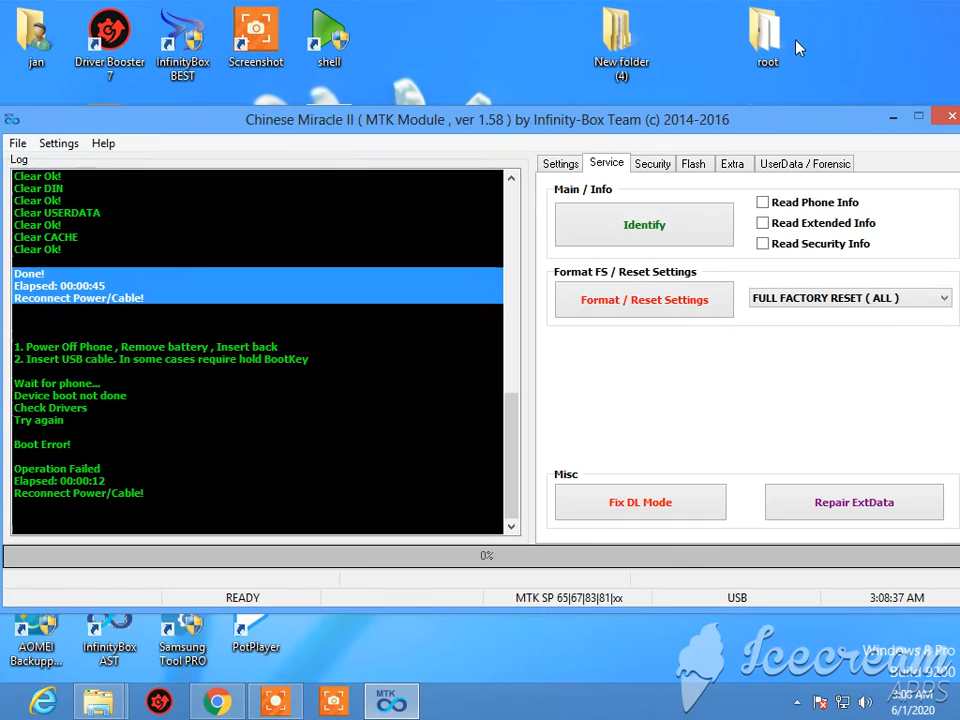 jan
Driver Booster
7
InfinityBox
BEST
Screenshot
shell
New folder
(4)
root
Chinese Miracle II ( MTK Module , ver 1.58 ) by Infinity-Box Team (c) 2014-2016
File Settings Help
Log
Clear Ok!
Clear DIN
Clear Ok!
Clear USERDATA
Clear Ok!
Clear CACHE
Clear Ok!
Done!
Elapsed: 00:00:45
Reconnect Power/Cable!
1. Power Off Phone , Remove battery , Insert back
2. Insert USB cable. In some cases require hold BootKey
Wait for phone...
Device boot not done
Check Drivers
Try again
Boot Error!
Operation Failed
Elapsed: 00:00:12
Reconnect Power/Cable!
Settings Service Security Flash Extra UserData / Forensic
Main / Info
Identify
Read Phone Info
Read Extended Info
Read Security Info
Format FS / Reset Settings
Format / Reset Settings
FULL FACTORY RESET ( ALL )
Misc
Fix DL Mode
Repair ExtData
0%
READY
MTK SP 65|67|83|81|xx
USB
3:08:37 AM
AOMEI
Backupp...
InfinityBox
AST
Samsung
Tool PRO
PotPlayer
Windows 8 Pro
Build 9200
Icecream
APPS
MTK
3:08 AM
6/1/2020